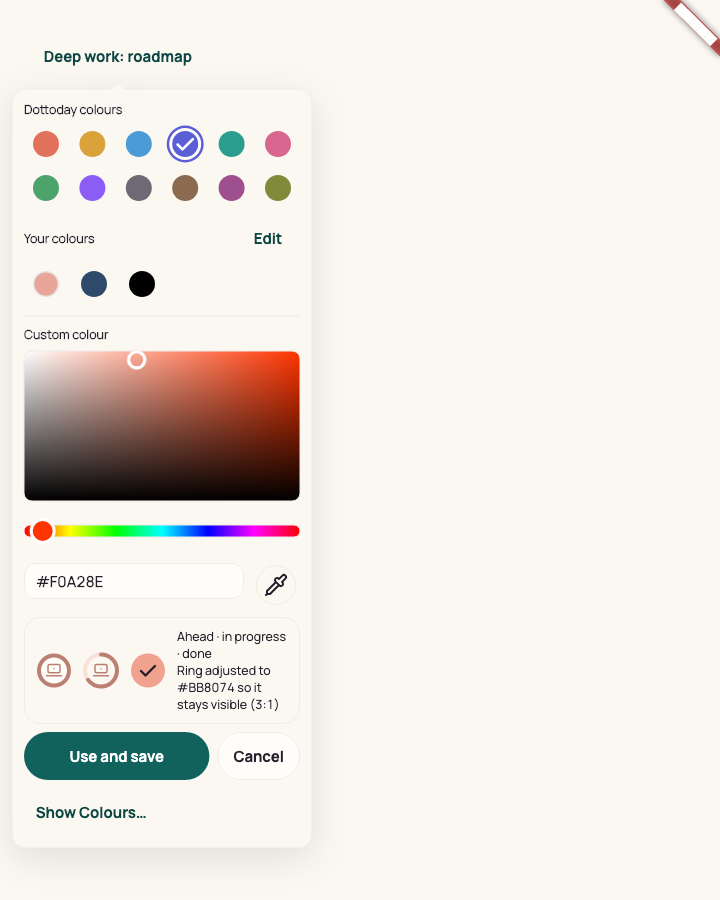 Deep work: roadmap
Dottoday colours
Your colours
Edit
Custom colour
#F0A28E
Ahead · in progress
· done
Ring adjusted to
#BB8074 so it
stays visible (3:1)
Use and save
Cancel
Show Colours…